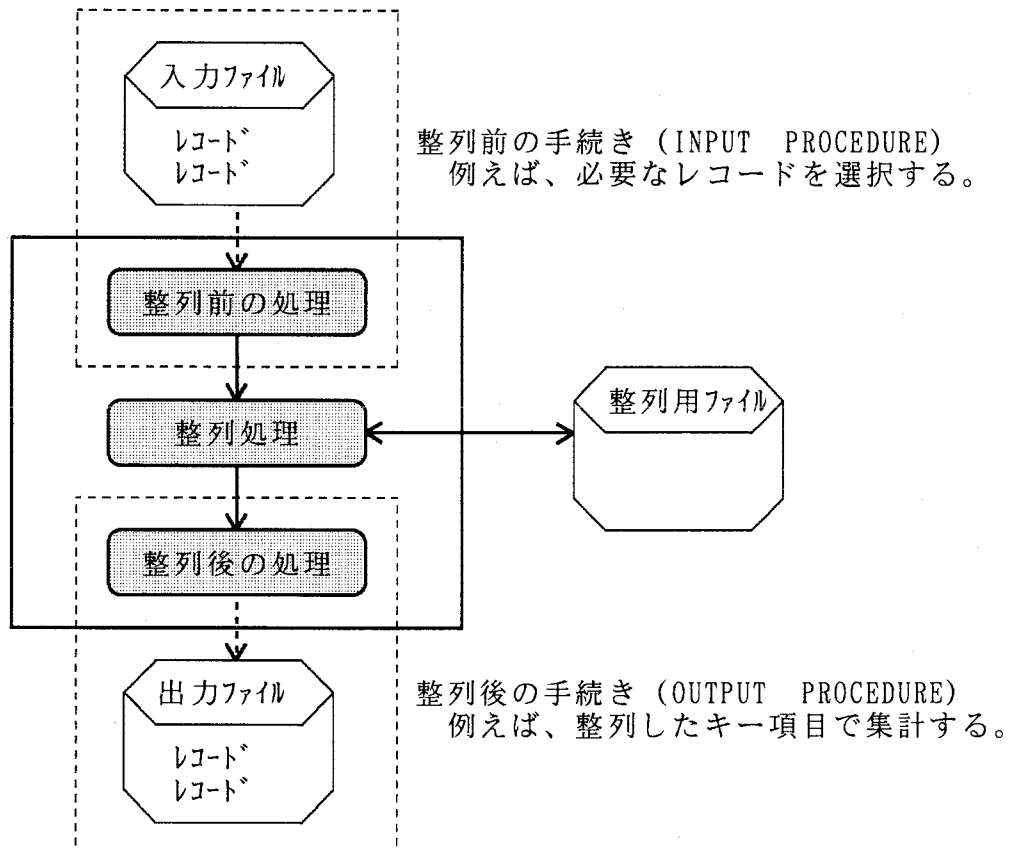 入力ファイル
レコード
レコード
整列前の手続き (INPUT PROCEDURE)
例えば、必要なレコードを選択する。
整列前の処理
整列処理
整列用ファイル
整列後の処理
出力ファイル
レコード
レコード
整列後の手続き (OUTPUT PROCEDURE)
例えば、整列したキー項目で集計する。